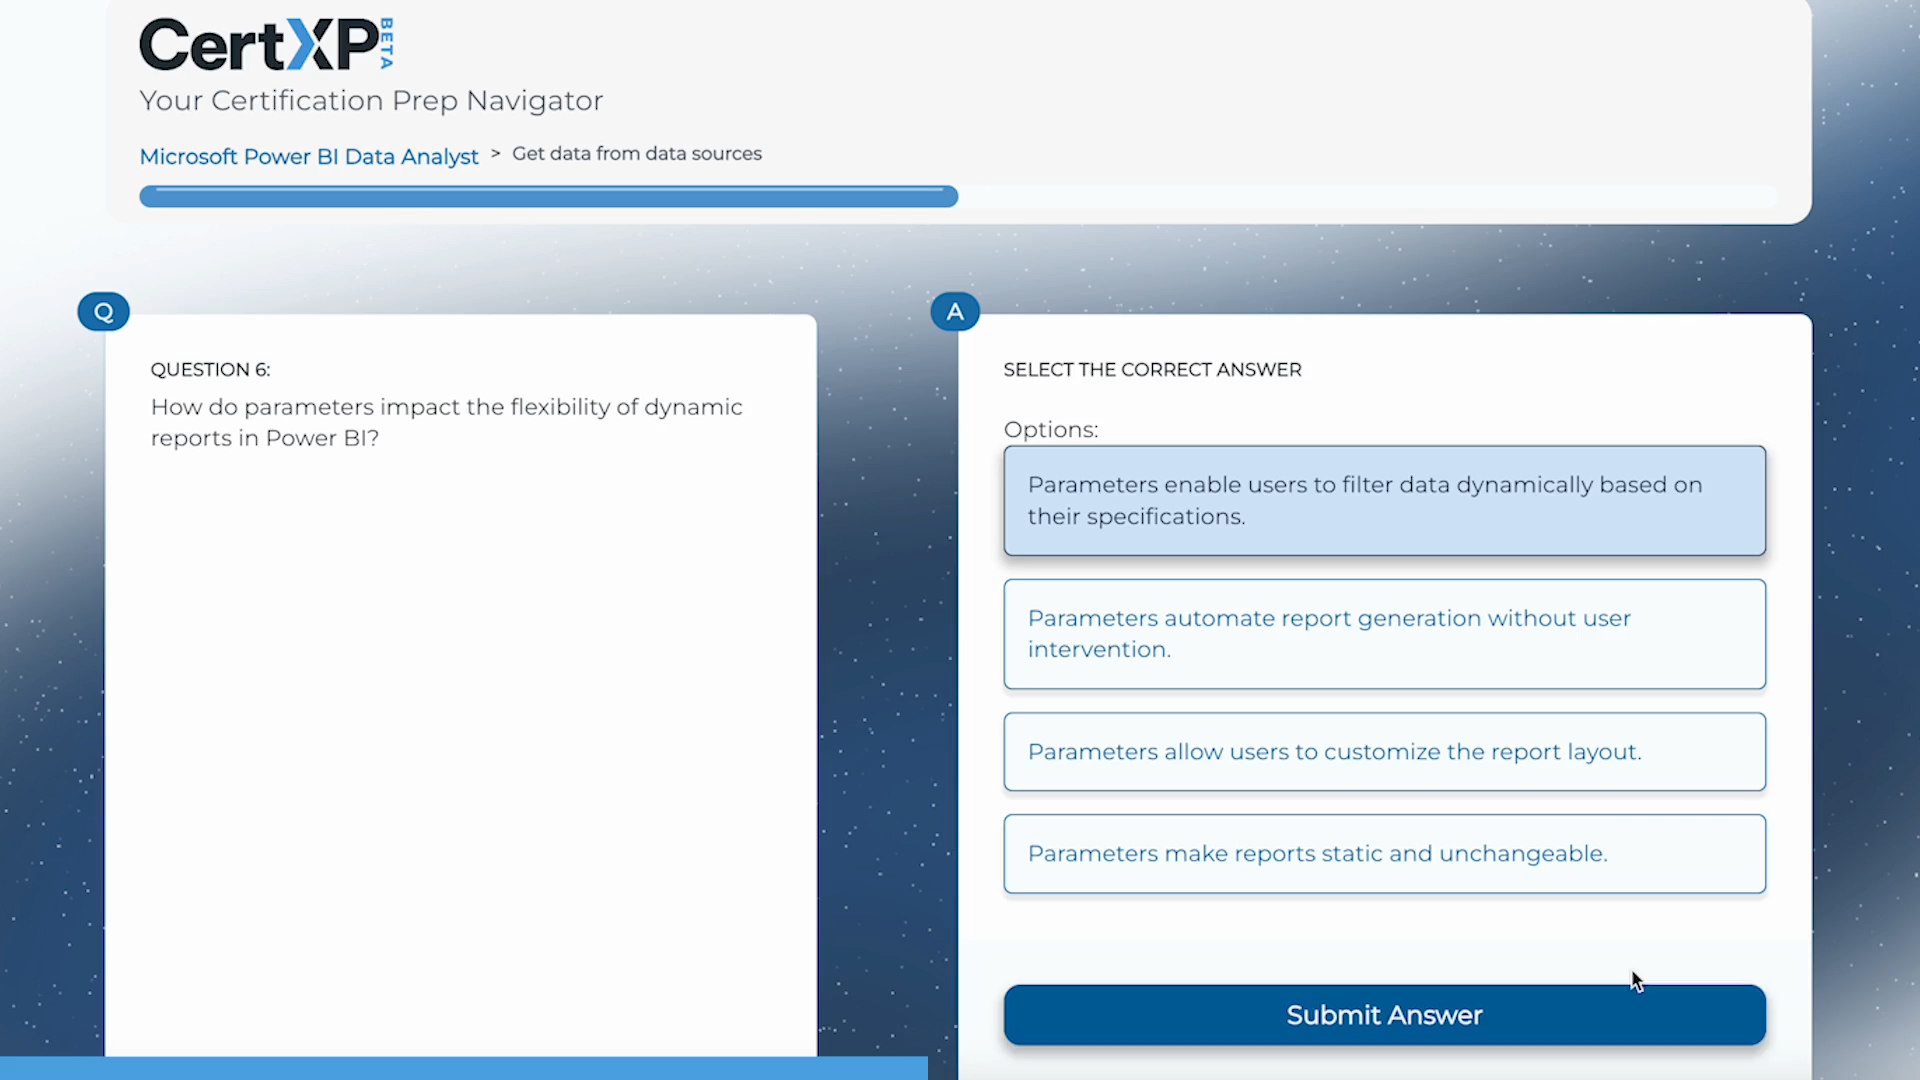 CertXP BETA
Your Certification Prep Navigator
Microsoft Power BI Data Analyst > Get data from data sources
Q
QUESTION 6:
How do parameters impact the flexibility of dynamic
reports in Power BI?
A
SELECT THE CORRECT ANSWER
Options:
Parameters enable users to filter data dynamically based on
their specifications.
Parameters automate report generation without user
intervention.
Parameters allow users to customize the report layout.
Parameters make reports static and unchangeable.
Submit Answer